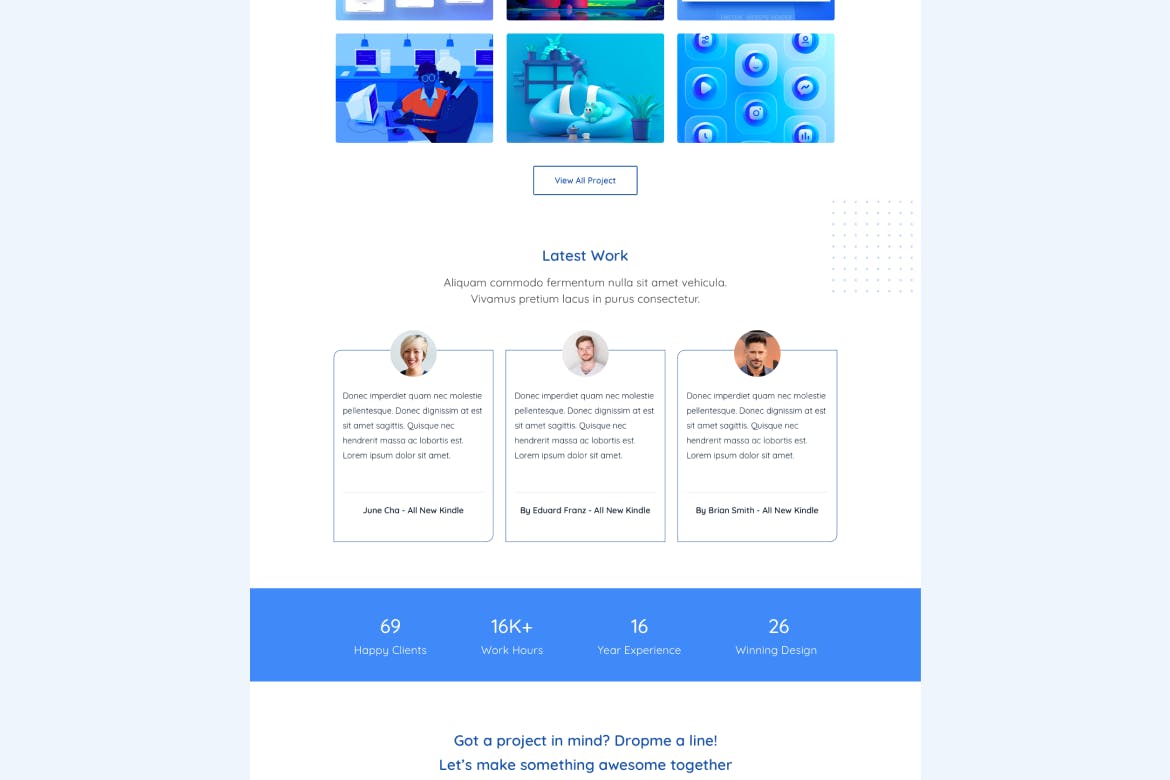 View All Project
Latest Work
Aliquam commodo fermentum nulla sit amet vehicula.
Vivamus pretium lacus in purus consectetur.
Donec imperdiet quam nec molestie
pellentesque. Donec dignissim at est
sit amet sagittis. Quisque nec
hendrerit massa ac lobortis est.
Lorem ipsum dolor sit amet.
June Cha - All New Kindle
Donec imperdiet quam nec molestie
pellentesque. Donec dignissim at est
sit amet sagittis. Quisque nec
hendrerit massa ac lobortis est.
Lorem ipsum dolor sit amet.
By Eduard Franz - All New Kindle
Donec imperdiet quam nec molestie
pellentesque. Donec dignissim at est
sit amet sagittis. Quisque nec
hendrerit massa ac lobortis est.
Lorem ipsum dolor sit amet.
By Brian Smith - All New Kindle
69
Happy Clients
16K+
Work Hours
16
Year Experience
26
Winning Design
Got a project in mind? Dropme a line!
Let’s make something awesome together